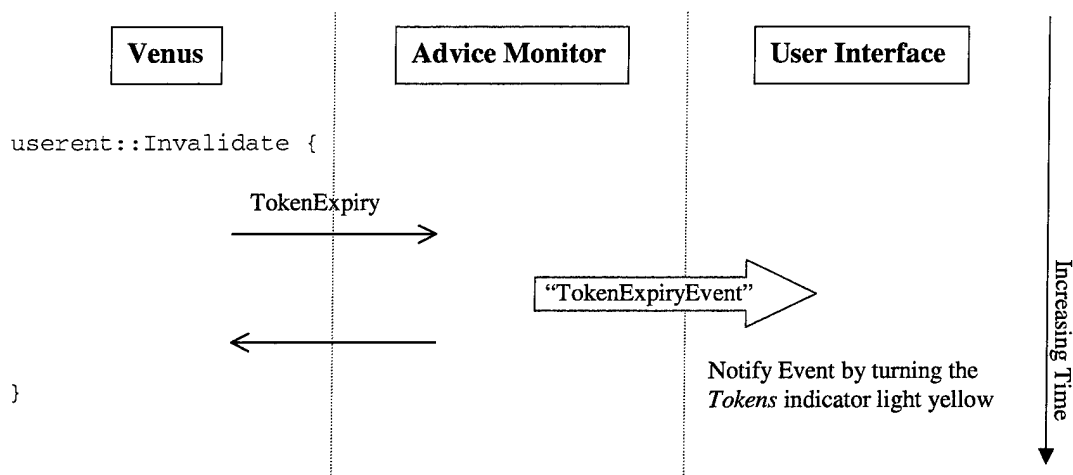 Venus
Advice Monitor
User Interface
userent::Invalidate {
TokenExpiry
“TokenExpiryEvent”
Notify Event by turning the
Tokens indicator light yellow
}
Increasing Time